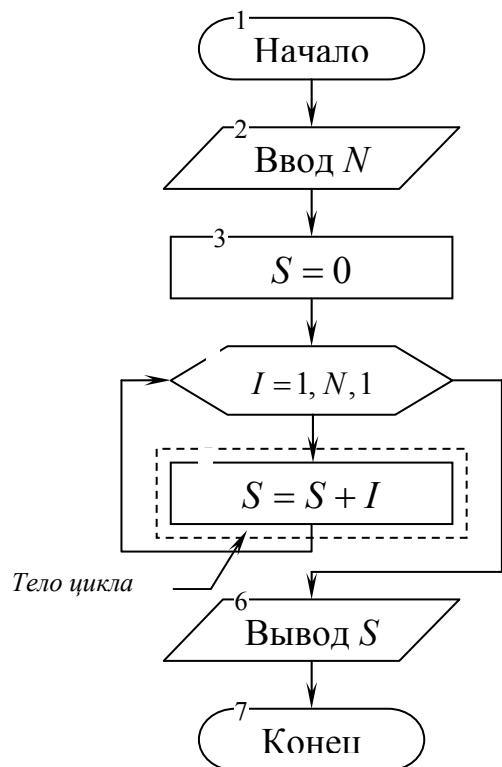 1
Начало
2
Ввод N
3
S = 0
I = 1, N, 1
S = S + I
Тело цикла
6
Вывод S
7
Конец